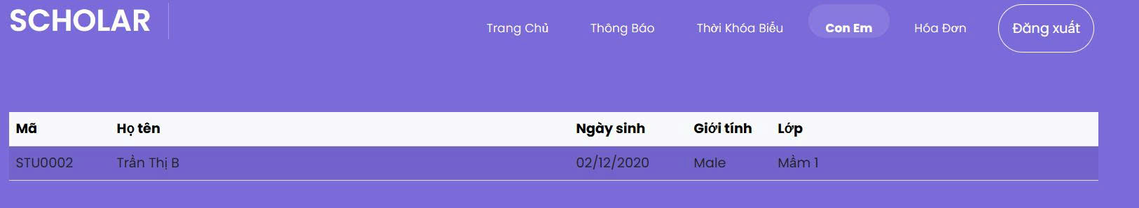 SCHOLAR
Trang Chủ Thông Báo Thời Khóa Biểu Con Em Hóa Đơn Đăng xuất
Mã Họ tên Ngày sinh Giới tính Lớp
STU0002 Trần Thị B 02/12/2020 Male Mầm 1